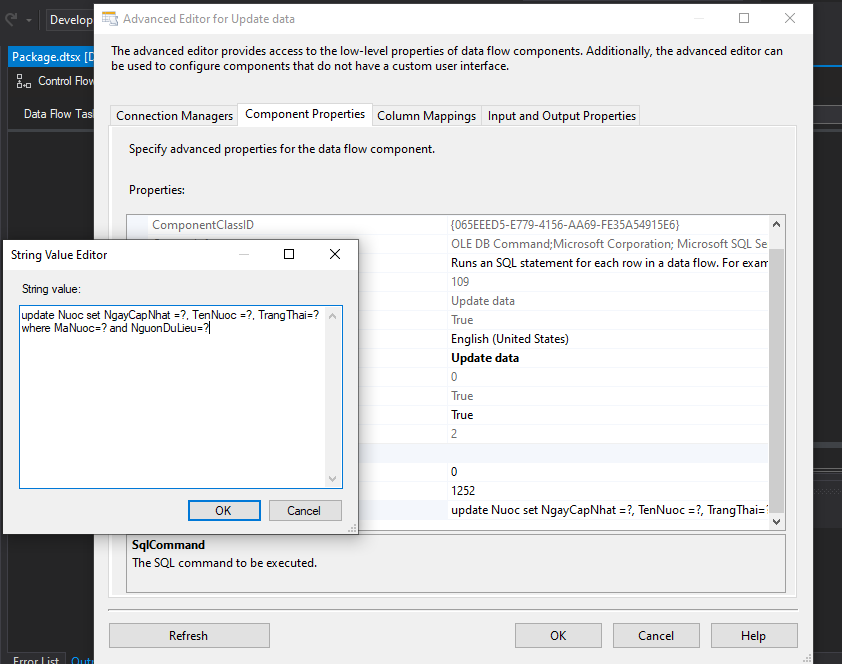 Develop
Advanced Editor for Update data
Package.dtsx [D
Control Flow
Data Flow Tas
The advanced editor provides access to the low-level properties of data flow components. Additionally, the advanced editor can
be used to configure components that do not have a custom user interface.
Connection Managers
Component Properties
Column Mappings
Input and Output Properties
Specify advanced properties for the data flow component.
Properties:
ComponentClassID {065EEED5-E779-4156-AA69-FE35A54915E6}
OLE DB Command;Microsoft Corporation; Microsoft SQL Se
Runs an SQL statement for each row in a data flow. For exam
109
Update data
True
English (United States)
Update data
0
True
True
2
0
1252
update Nuoc set NgayCapNhat =?, TenNuoc =?, TrangThai=?
String Value Editor
String value:
update Nuoc set NgayCapNhat =?, TenNuoc =?, TrangThai=?
where MaNuoc=? and NguonDuLieu=?
OK
Cancel
SqlCommand
The SQL command to be executed.
Refresh
OK
Cancel
Help
Error List
Outp